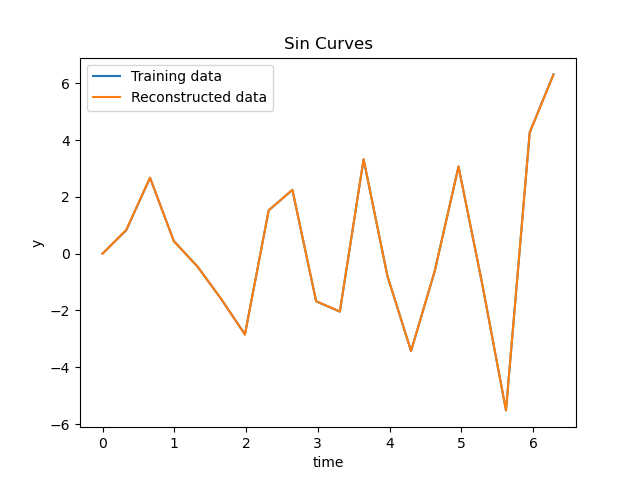 Sin Curves
Training data
Reconstructed data
6
4
2
0
−2
−4
−6
y
0 1 2 3 4 5 6
time